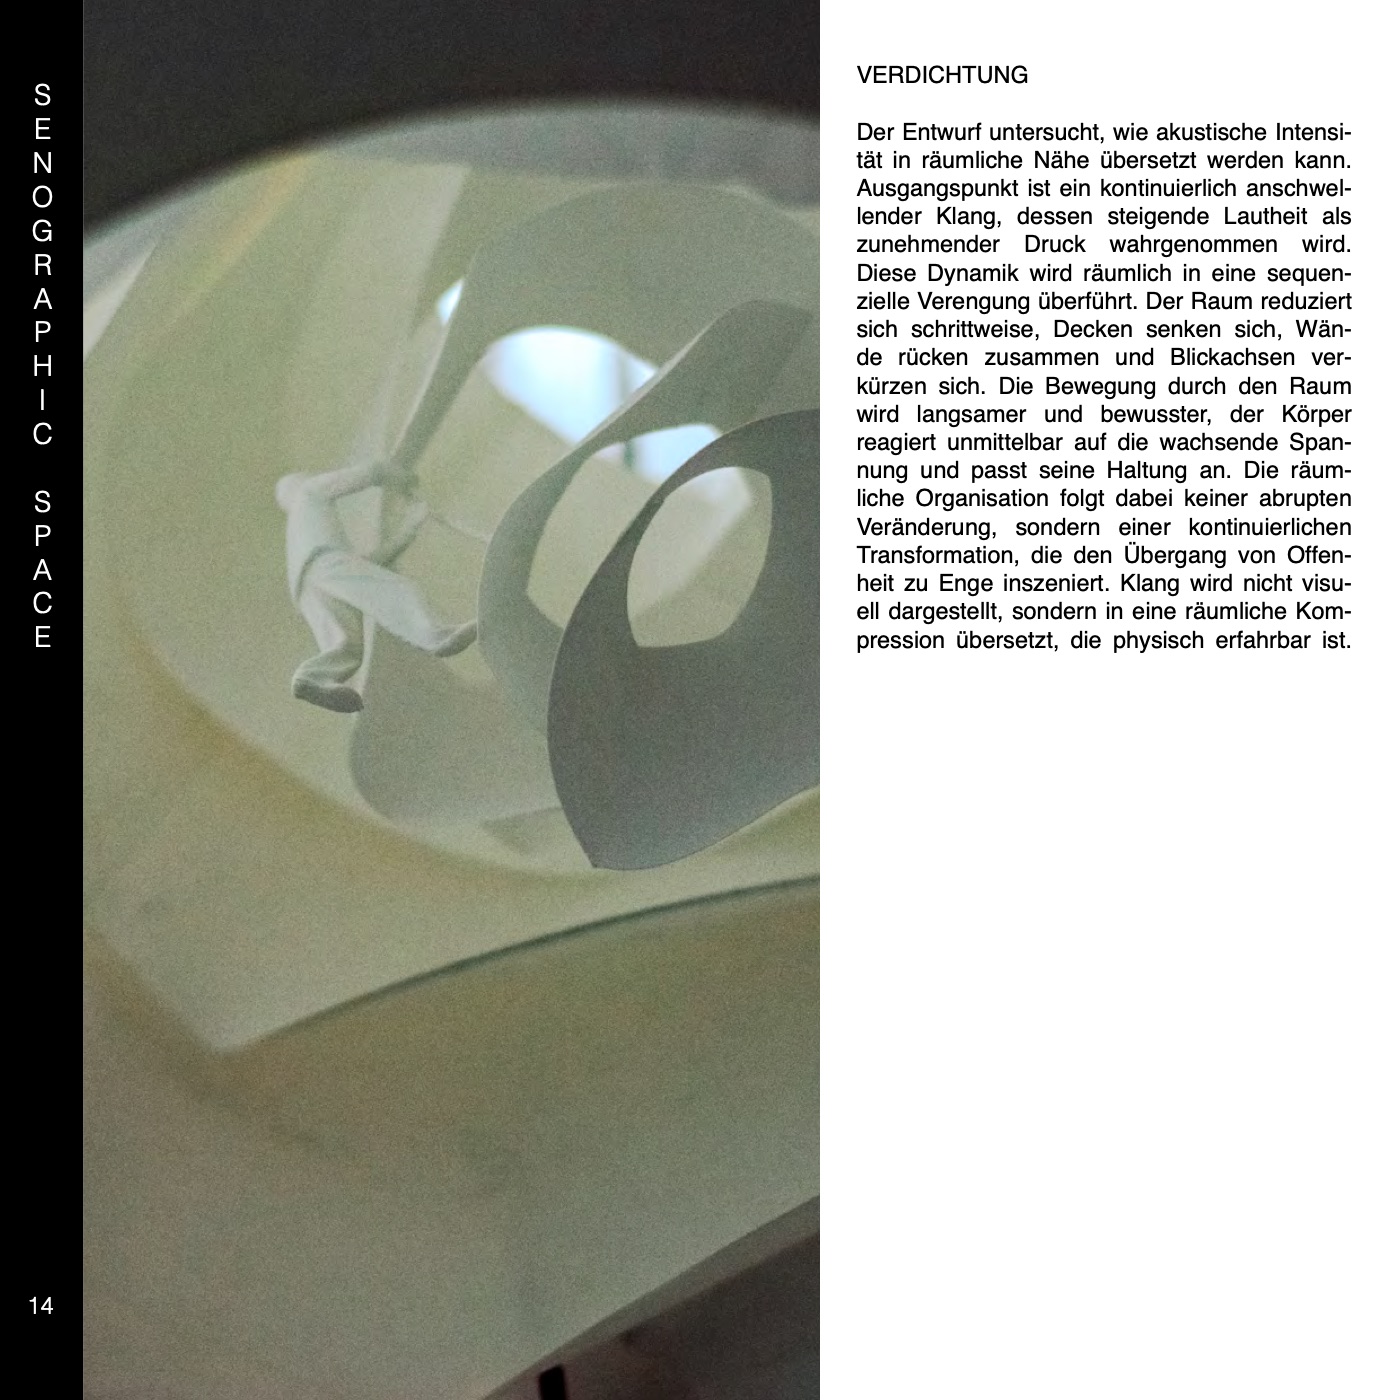 SENOGRAPHIC SPACE
14
VERDICHTUNG
Der Entwurf untersucht, wie akustische Intensi-
tät in räumliche Nähe übersetzt werden kann.
Ausgangspunkt ist ein kontinuierlich anschwel-
lender Klang, dessen steigende Lautheit als
zunehmender Druck wahrgenommen wird.
Diese Dynamik wird räumlich in eine sequen-
zielle Verengung überführt. Der Raum reduziert
sich schrittweise, Decken senken sich, Wän-
de rücken zusammen und Blickachsen ver-
kürzen sich. Die Bewegung durch den Raum
wird langsamer und bewusster, der Körper
reagiert unmittelbar auf die wachsende Span-
nung und passt seine Haltung an. Die räum-
liche Organisation folgt dabei keiner abrupten
Veränderung, sondern einer kontinuierlichen
Transformation, die den Übergang von Offen-
heit zu Enge inszeniert. Klang wird nicht visu-
ell dargestellt, sondern in eine räumliche Kom-
pression übersetzt, die physisch erfahrbar ist.